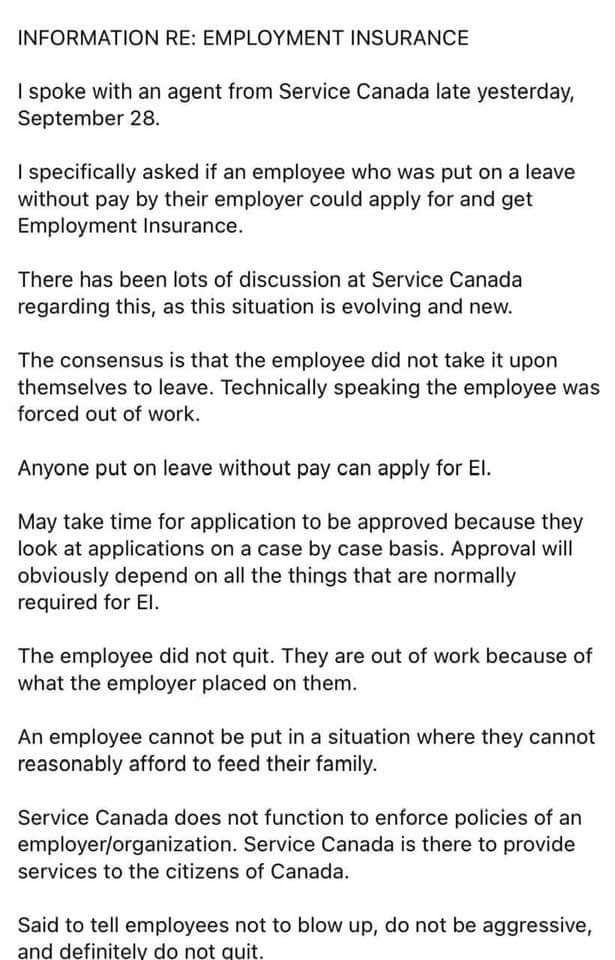 INFORMATION RE: EMPLOYMENT INSURANCE
I spoke with an agent from Service Canada late yesterday,
September 28.
I specifically asked if an employee who was put on a leave
without pay by their employer could apply for and get
Employment Insurance.
There has been lots of discussion at Service Canada
regarding this, as this situation is evolving and new.
The consensus is that the employee did not take it upon
themselves to leave. Technically speaking the employee was
forced out of work.
Anyone put on leave without pay can apply for EI.
May take time for application to be approved because they
look at applications on a case by case basis. Approval will
obviously depend on all the things that are normally
required for EI.
The employee did not quit. They are out of work because of
what the employer placed on them.
An employee cannot be put in a situation where they cannot
reasonably afford to feed their family.
Service Canada does not function to enforce policies of an
employer/organization. Service Canada is there to provide
services to the citizens of Canada.
Said to tell employees not to blow up, do not be aggressive,
and definitely do not quit.